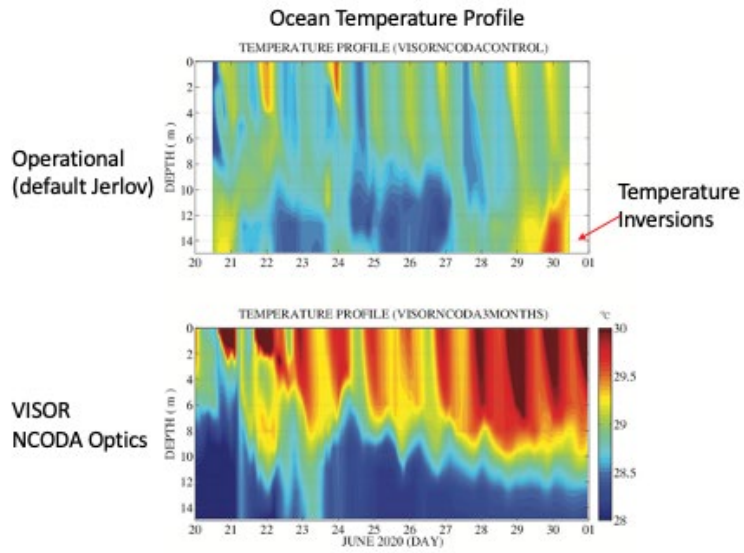 Ocean Temperature Profile
TEMPERATURE PROFILE (VISORNCODACONTROL)
Operational
(default Jerlov)
DEPTH ( m )
0
2
4
6
8
10
12
14
20 21 22 23 24 25 26 27 28 29 30 01
Temperature
Inversions
TEMPERATURE PROFILE (VISORNCODA3MONTHS)
VISOR
NCODA Optics
DEPTH ( m )
0
2
4
6
8
10
12
14
20 21 22 23 24 25 26 27 28 29 30 01
JUNE 2020 (DAY)
°C
30
29.5
29
28.5
28